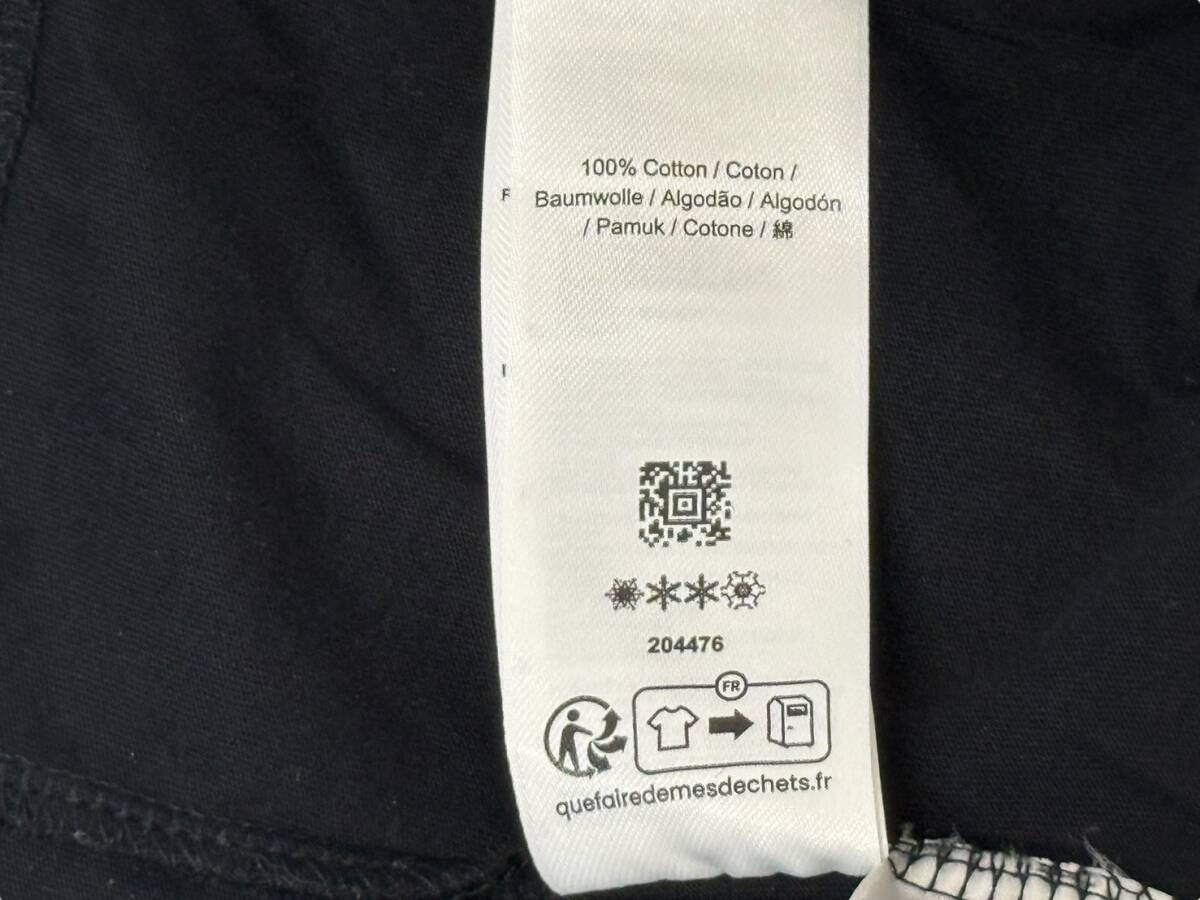 100% Cotton / Coton /
Baumwolle / Algodão / Algodón
/ Pamuk / Cotone / 綿
204476
FR
quefairedemesdechets.fr